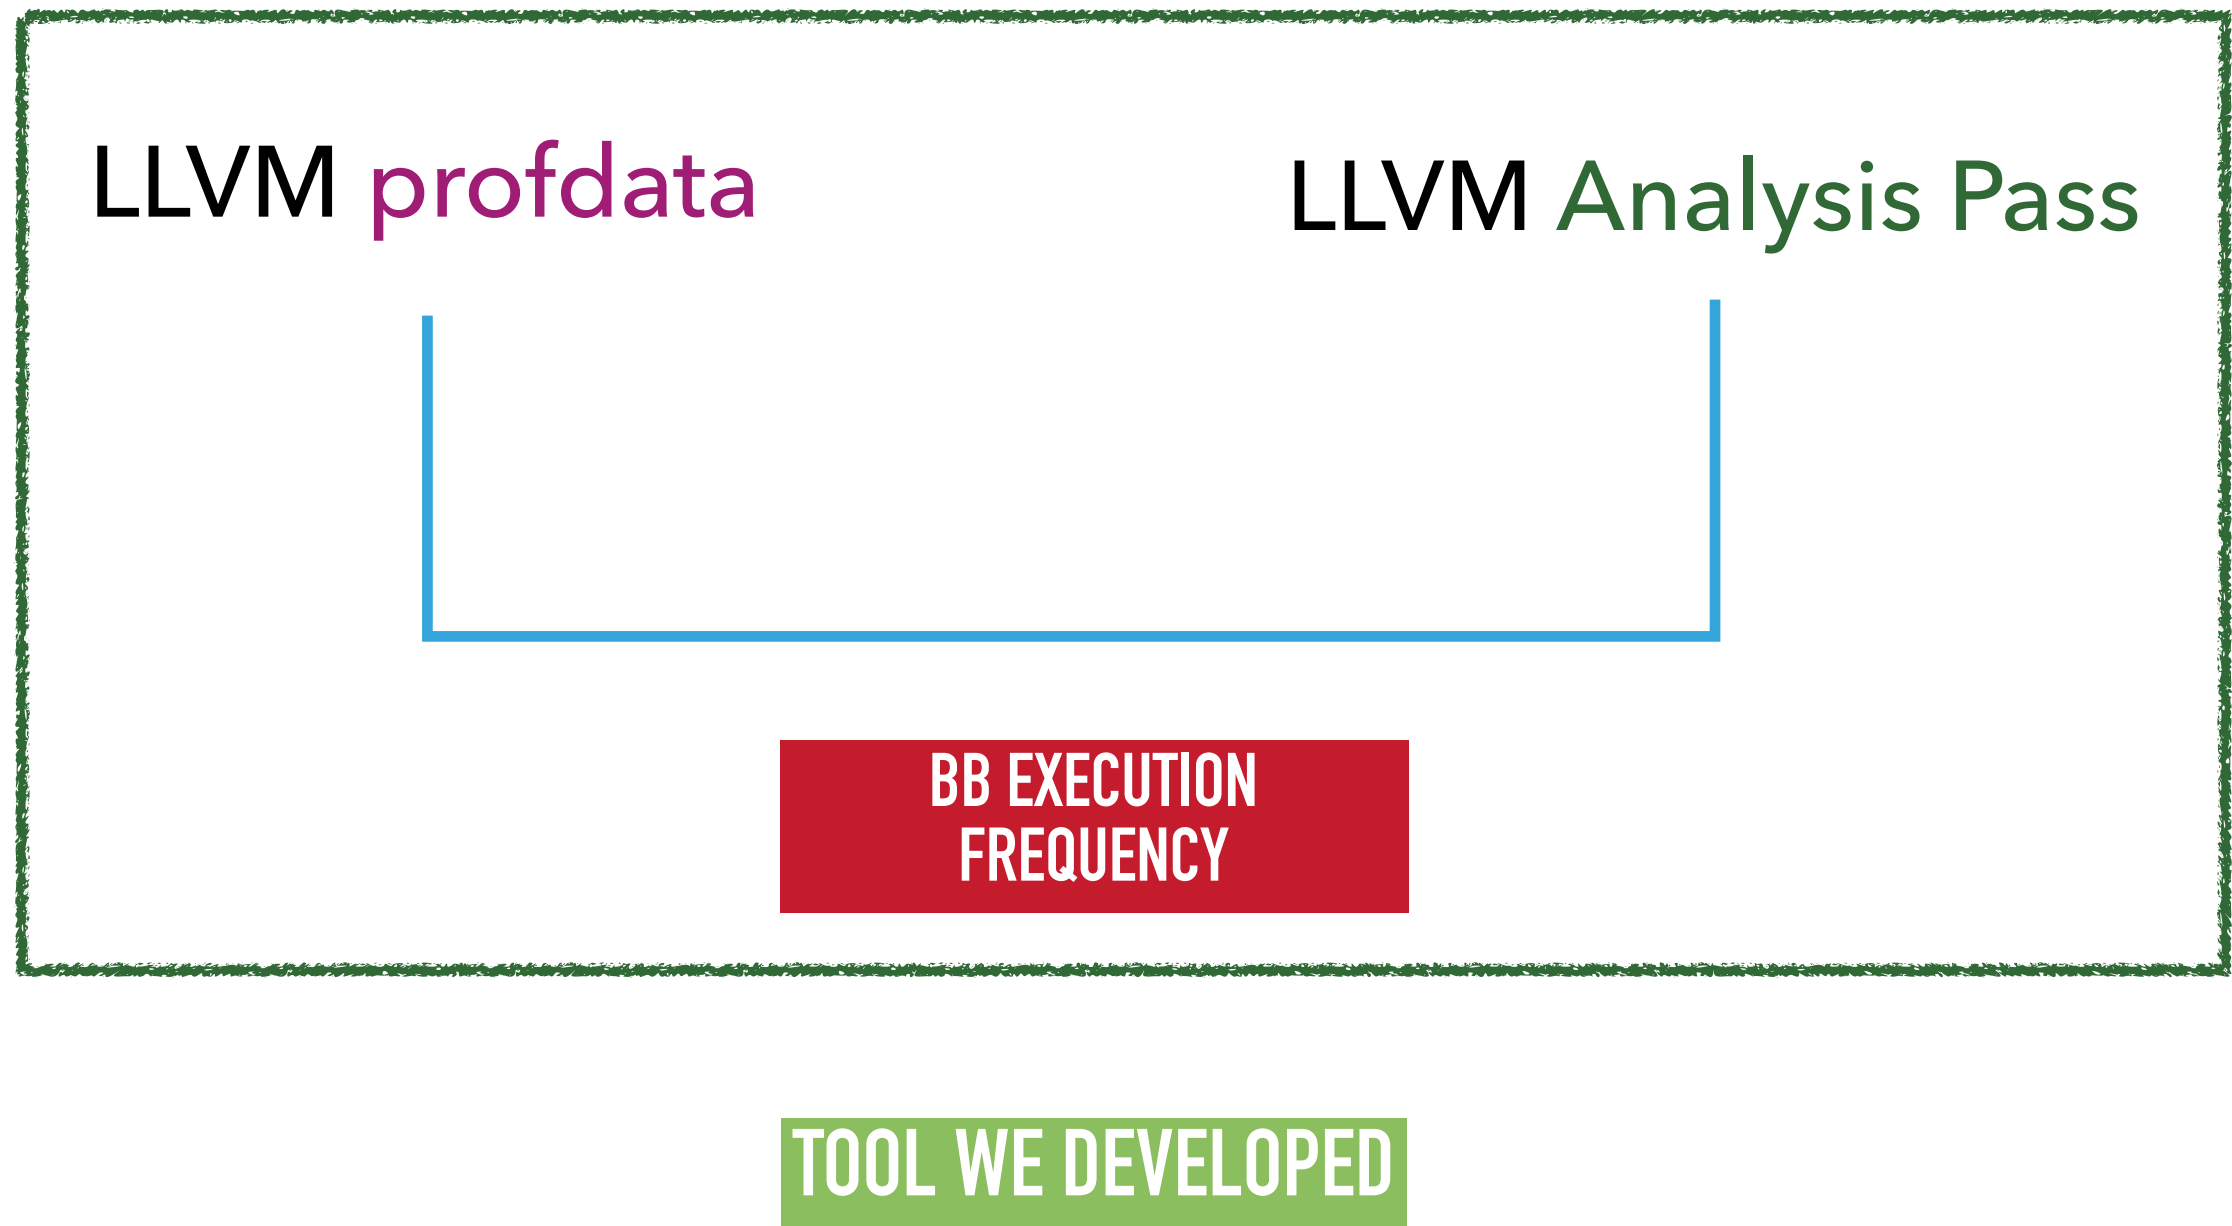 LLVM profdata
LLVM Analysis Pass
BB EXECUTION
FREQUENCY
TOOL WE DEVELOPED